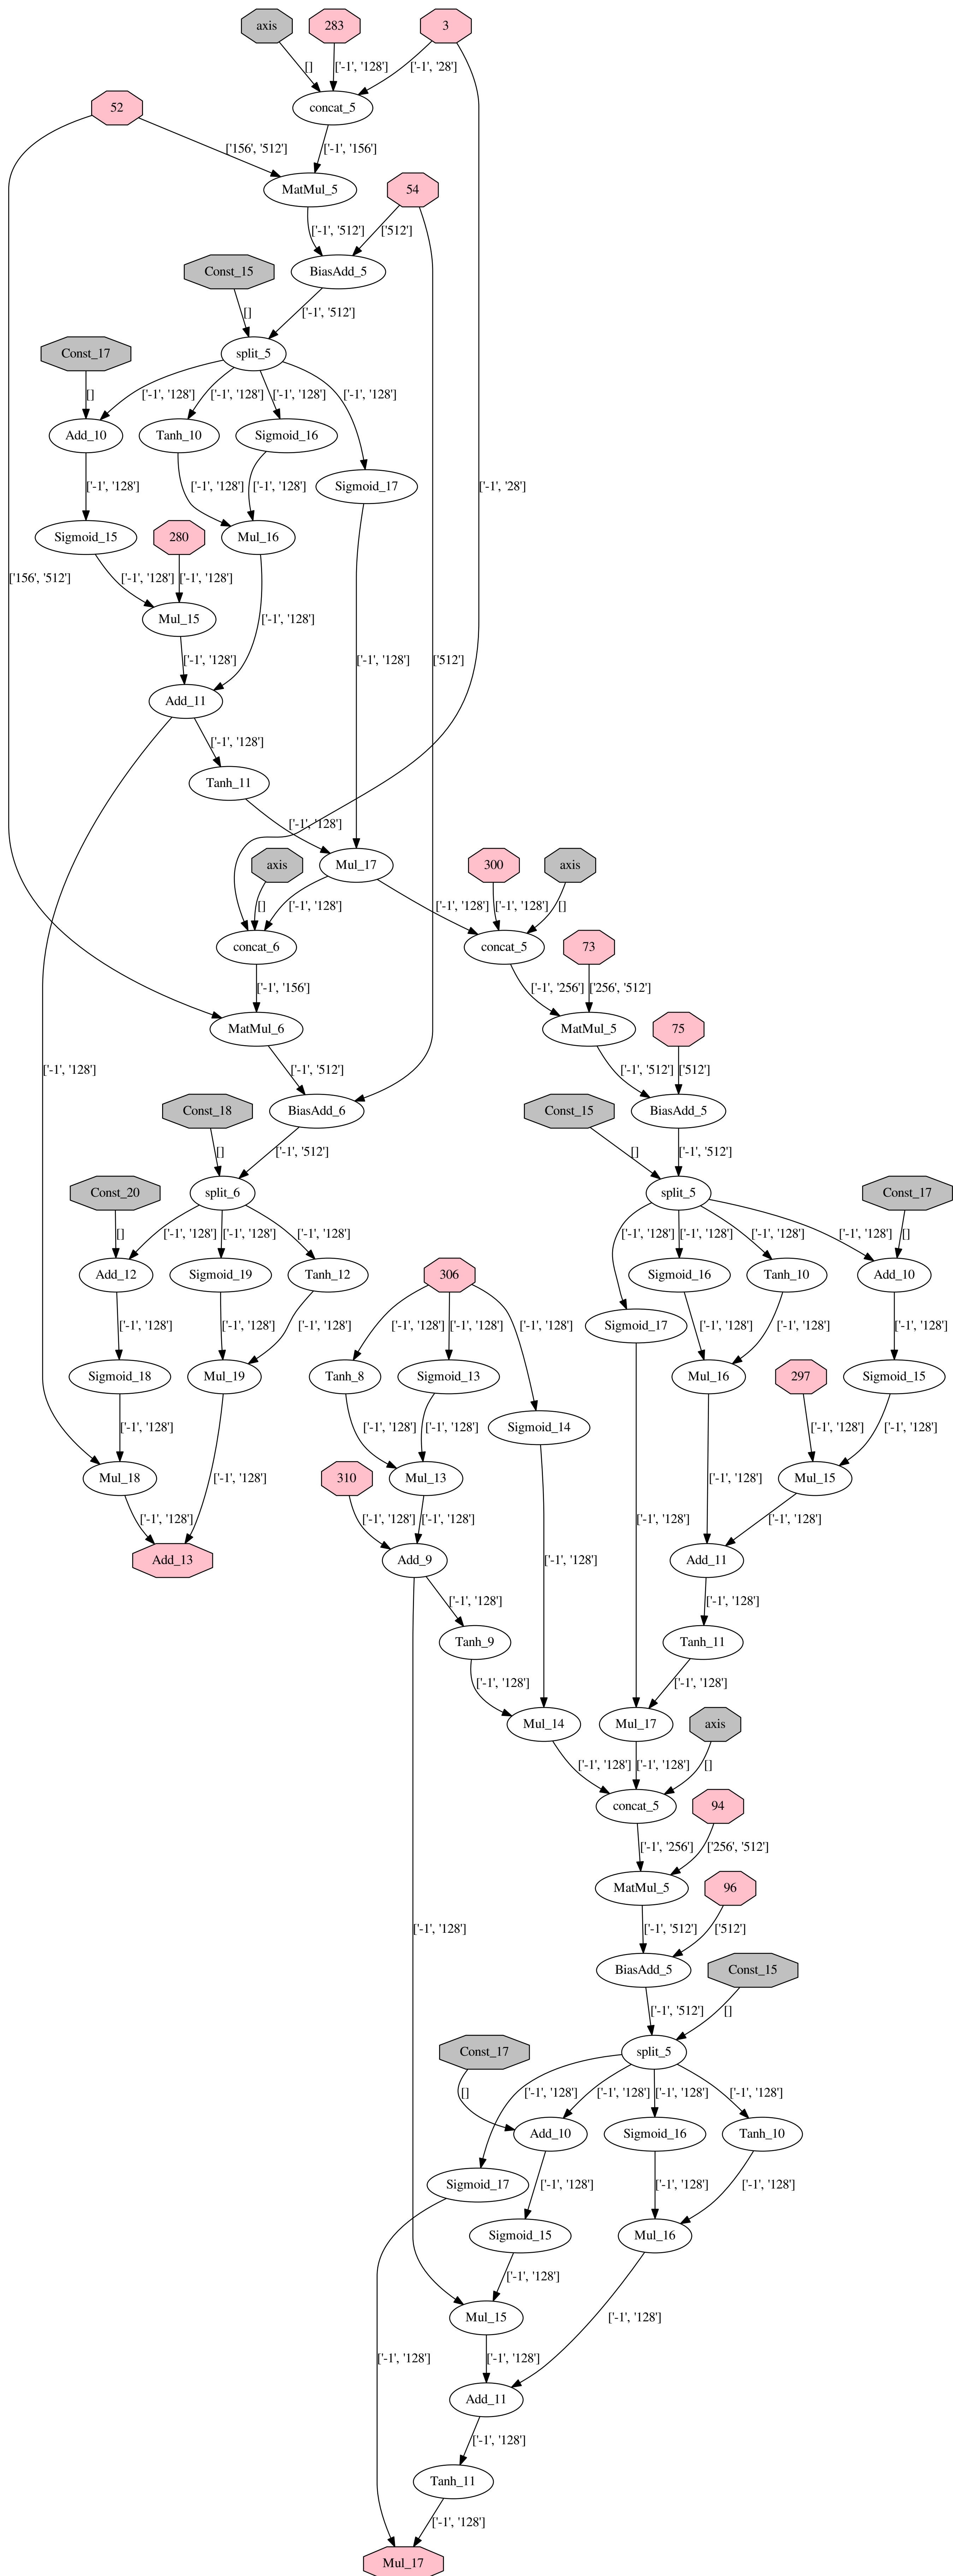 axis 283 3
[] ['-1', '128'] ['-1', '28']
52 concat_5
['156', '512'] ['-1', '156']
MatMul_5 54
['-1', '512'] ['512']
Const_15 BiasAdd_5
[] ['-1', '512']
Const_17 split_5
[] ['-1', '128'] ['-1', '128'] ['-1', '128'] ['-1', '128']
Add_10 Tanh_10 Sigmoid_16
['-1', '128'] ['-1', '128'] ['-1', '128'] Sigmoid_17 ['-1', '28']
Sigmoid_15 280 Mul_16
['156', '512'] ['-1', '128'] ['-1', '128']
Mul_15 ['-1', '128']
['-1', '128'] ['-1', '128'] ['512']
Add_11
['-1', '128']
Tanh_11
['-1', '128']
axis Mul_17 300 axis
[] ['-1', '128'] ['-1', '128'] ['-1', '128'] []
concat_6 concat_5 73
['-1', '156'] ['-1', '256'] ['256', '512']
MatMul_6 MatMul_5 75
['-1', '128'] ['-1', '512'] ['-1', '512'] ['512']
Const_18 BiasAdd_6 Const_15 BiasAdd_5
[] ['-1', '512'] [] ['-1', '512']
Const_20 split_6 split_5 Const_17
[] ['-1', '128'] ['-1', '128'] ['-1', '128'] ['-1', '128'] ['-1', '128'] ['-1', '128'] ['-1', '128'] []
Add_12 Sigmoid_19 Tanh_12 306 Sigmoid_16 Tanh_10 Add_10
['-1', '128'] ['-1', '128'] ['-1', '128'] ['-1', '128'] ['-1', '128'] ['-1', '128'] Sigmoid_17 ['-1', '128'] ['-1', '128'] ['-1', '128']
Sigmoid_18 Mul_19 Tanh_8 Sigmoid_13 Mul_16 297 Sigmoid_15
['-1', '128'] ['-1', '128'] ['-1', '128'] Sigmoid_14 ['-1', '128'] ['-1', '128']
Mul_18 ['-1', '128'] 310 Mul_13 ['-1', '128'] Mul_15
['-1', '128'] ['-1', '128'] ['-1', '128'] ['-1', '128'] ['-1', '128']
Add_13 Add_9 ['-1', '128'] Add_11
['-1', '128'] ['-1', '128']
Tanh_9 Tanh_11
['-1', '128'] ['-1', '128']
Mul_14 Mul_17 axis
['-1', '128'] ['-1', '128'] []
concat_5 94
['-1', '256'] ['256', '512']
MatMul_5 96
['-1', '128'] ['-1', '512'] ['512']
BiasAdd_5 Const_15
['-1', '512'] []
Const_17 split_5
[] ['-1', '128'] ['-1', '128'] ['-1', '128'] ['-1', '128']
Add_10 Sigmoid_16 Tanh_10
Sigmoid_17 ['-1', '128'] ['-1', '128'] ['-1', '128']
Sigmoid_15 Mul_16
['-1', '128']
Mul_15 ['-1', '128']
['-1', '128'] ['-1', '128']
Add_11
['-1', '128']
Tanh_11
['-1', '128']
Mul_17